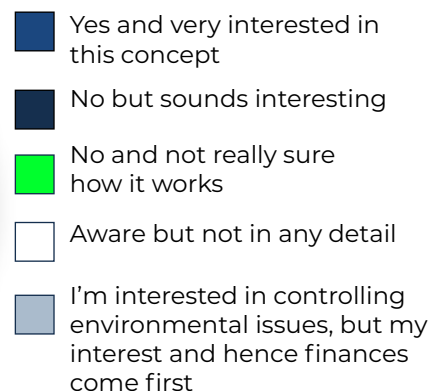 Yes and very interested in
this concept
No but sounds interesting
No and not really sure
how it works
Aware but not in any detail
I'm interested in controlling
environmental issues, but my
interest and hence finances
come first